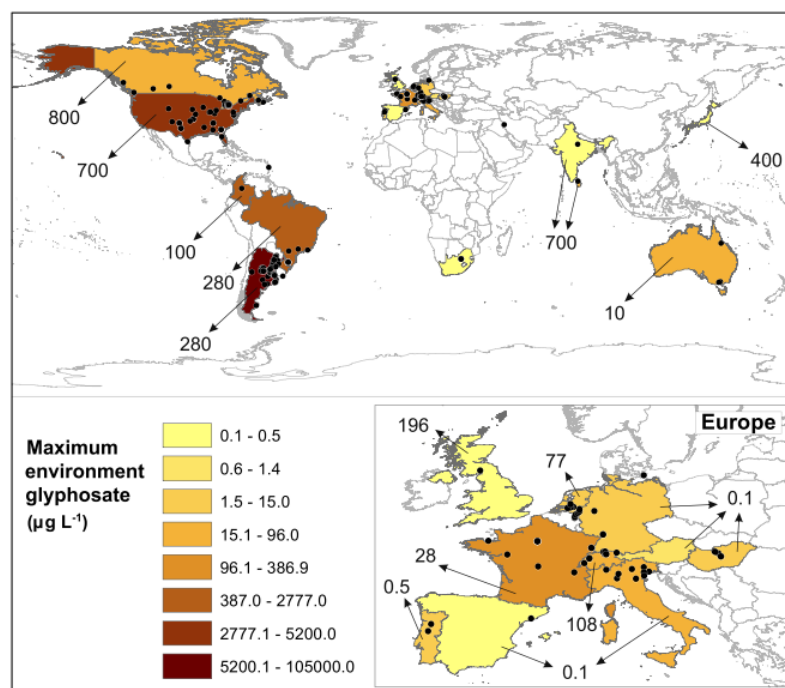 800
700
100
280
280
700
400
10
Maximum
environment
glyphosate
(µg L-1)
0.1 - 0.5
0.6 - 1.4
1.5 - 15.0
15.1 - 96.0
96.1 - 386.9
387.0 - 2777.0
2777.1 - 5200.0
5200.1 - 105000.0
Europe
196
77
0.1
28
0.5
108
0.1